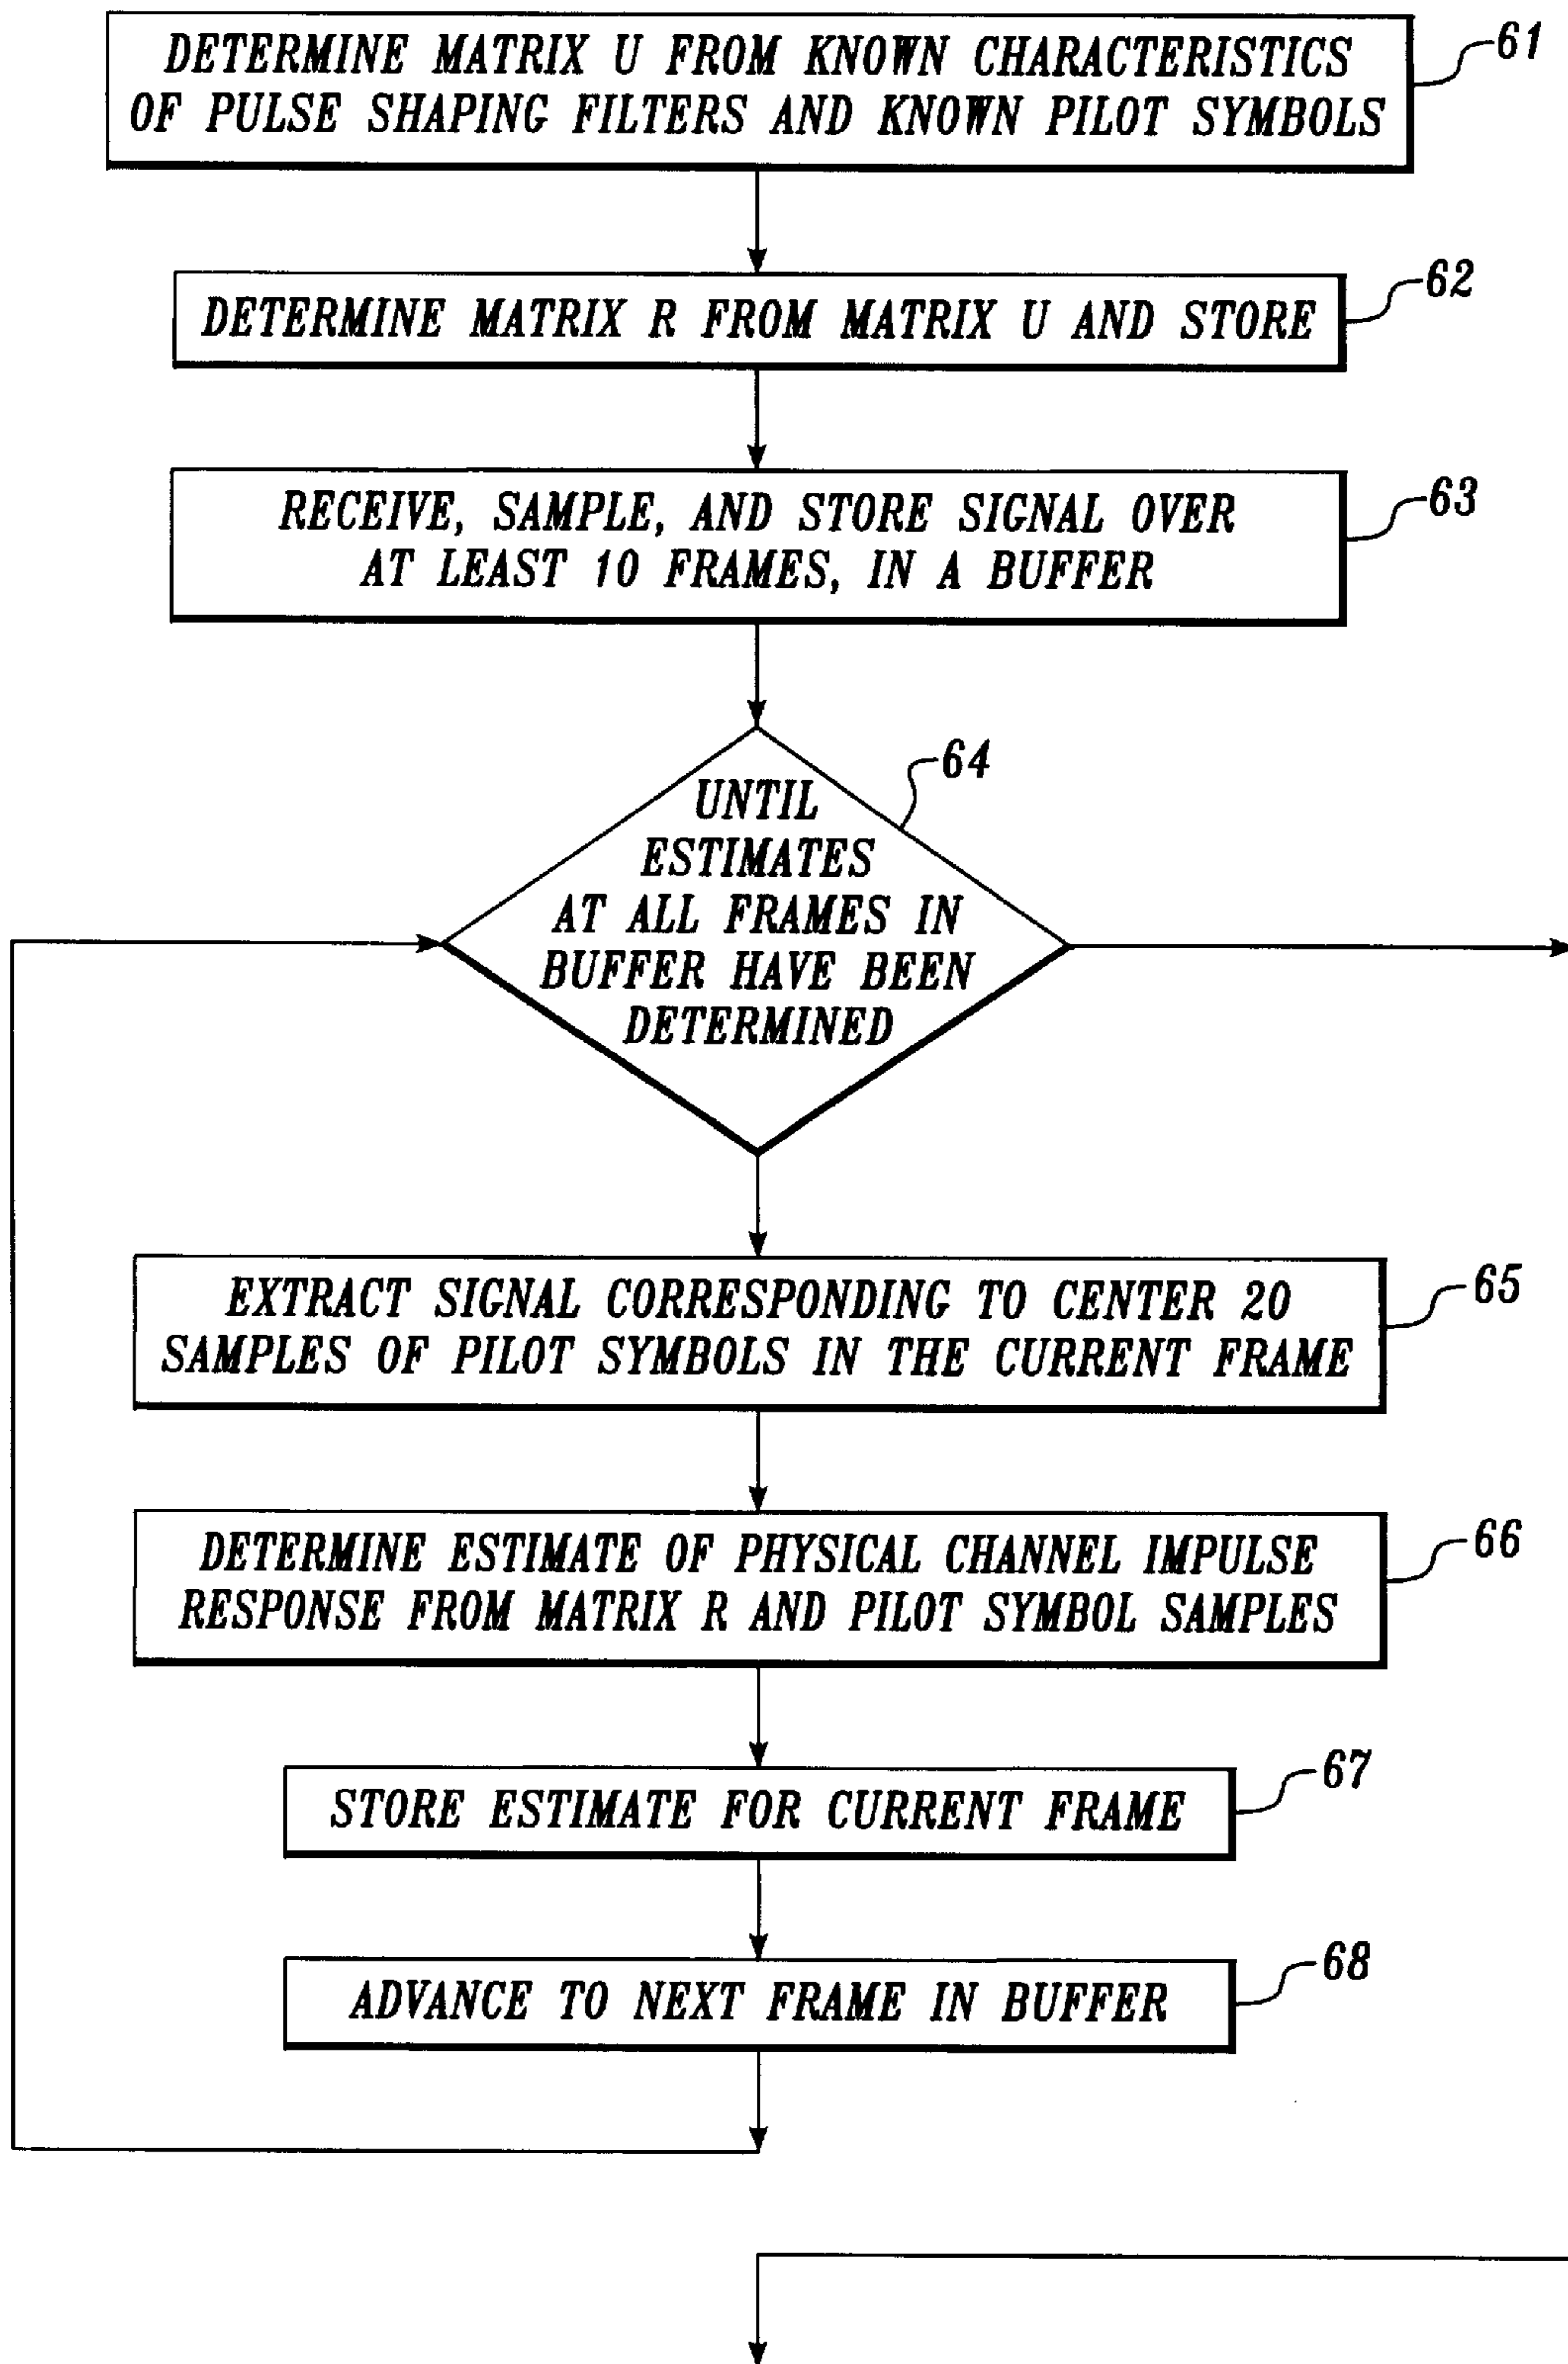 DETERMINE MATRIX U FROM KNOWN CHARACTERISTICS
OF PULSE SHAPING FILTERS AND KNOWN PILOT SYMBOLS
61
DETERMINE MATRIX R FROM MATRIX U AND STORE
62
RECEIVE, SAMPLE, AND STORE SIGNAL OVER
AT LEAST 10 FRAMES, IN A BUFFER
63
UNTIL
ESTIMATES
AT ALL FRAMES IN
BUFFER HAVE BEEN
DETERMINED
64
EXTRACT SIGNAL CORRESPONDING TO CENTER 20
SAMPLES OF PILOT SYMBOLS IN THE CURRENT FRAME
65
DETERMINE ESTIMATE OF PHYSICAL CHANNEL IMPULSE
RESPONSE FROM MATRIX R AND PILOT SYMBOL SAMPLES
66
STORE ESTIMATE FOR CURRENT FRAME
67
ADVANCE TO NEXT FRAME IN BUFFER
68